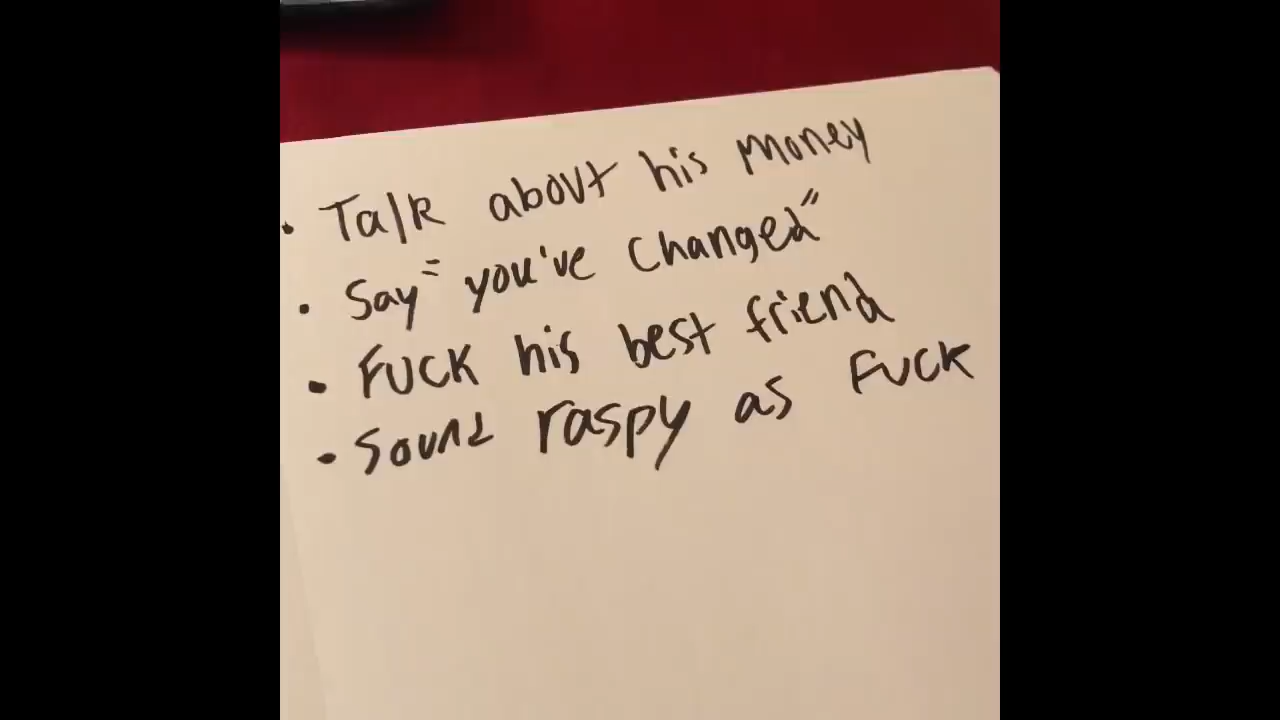 • Talk about his money
• Say "you've changed"
• FUCK his best friend
• Sound raspy as FUCK